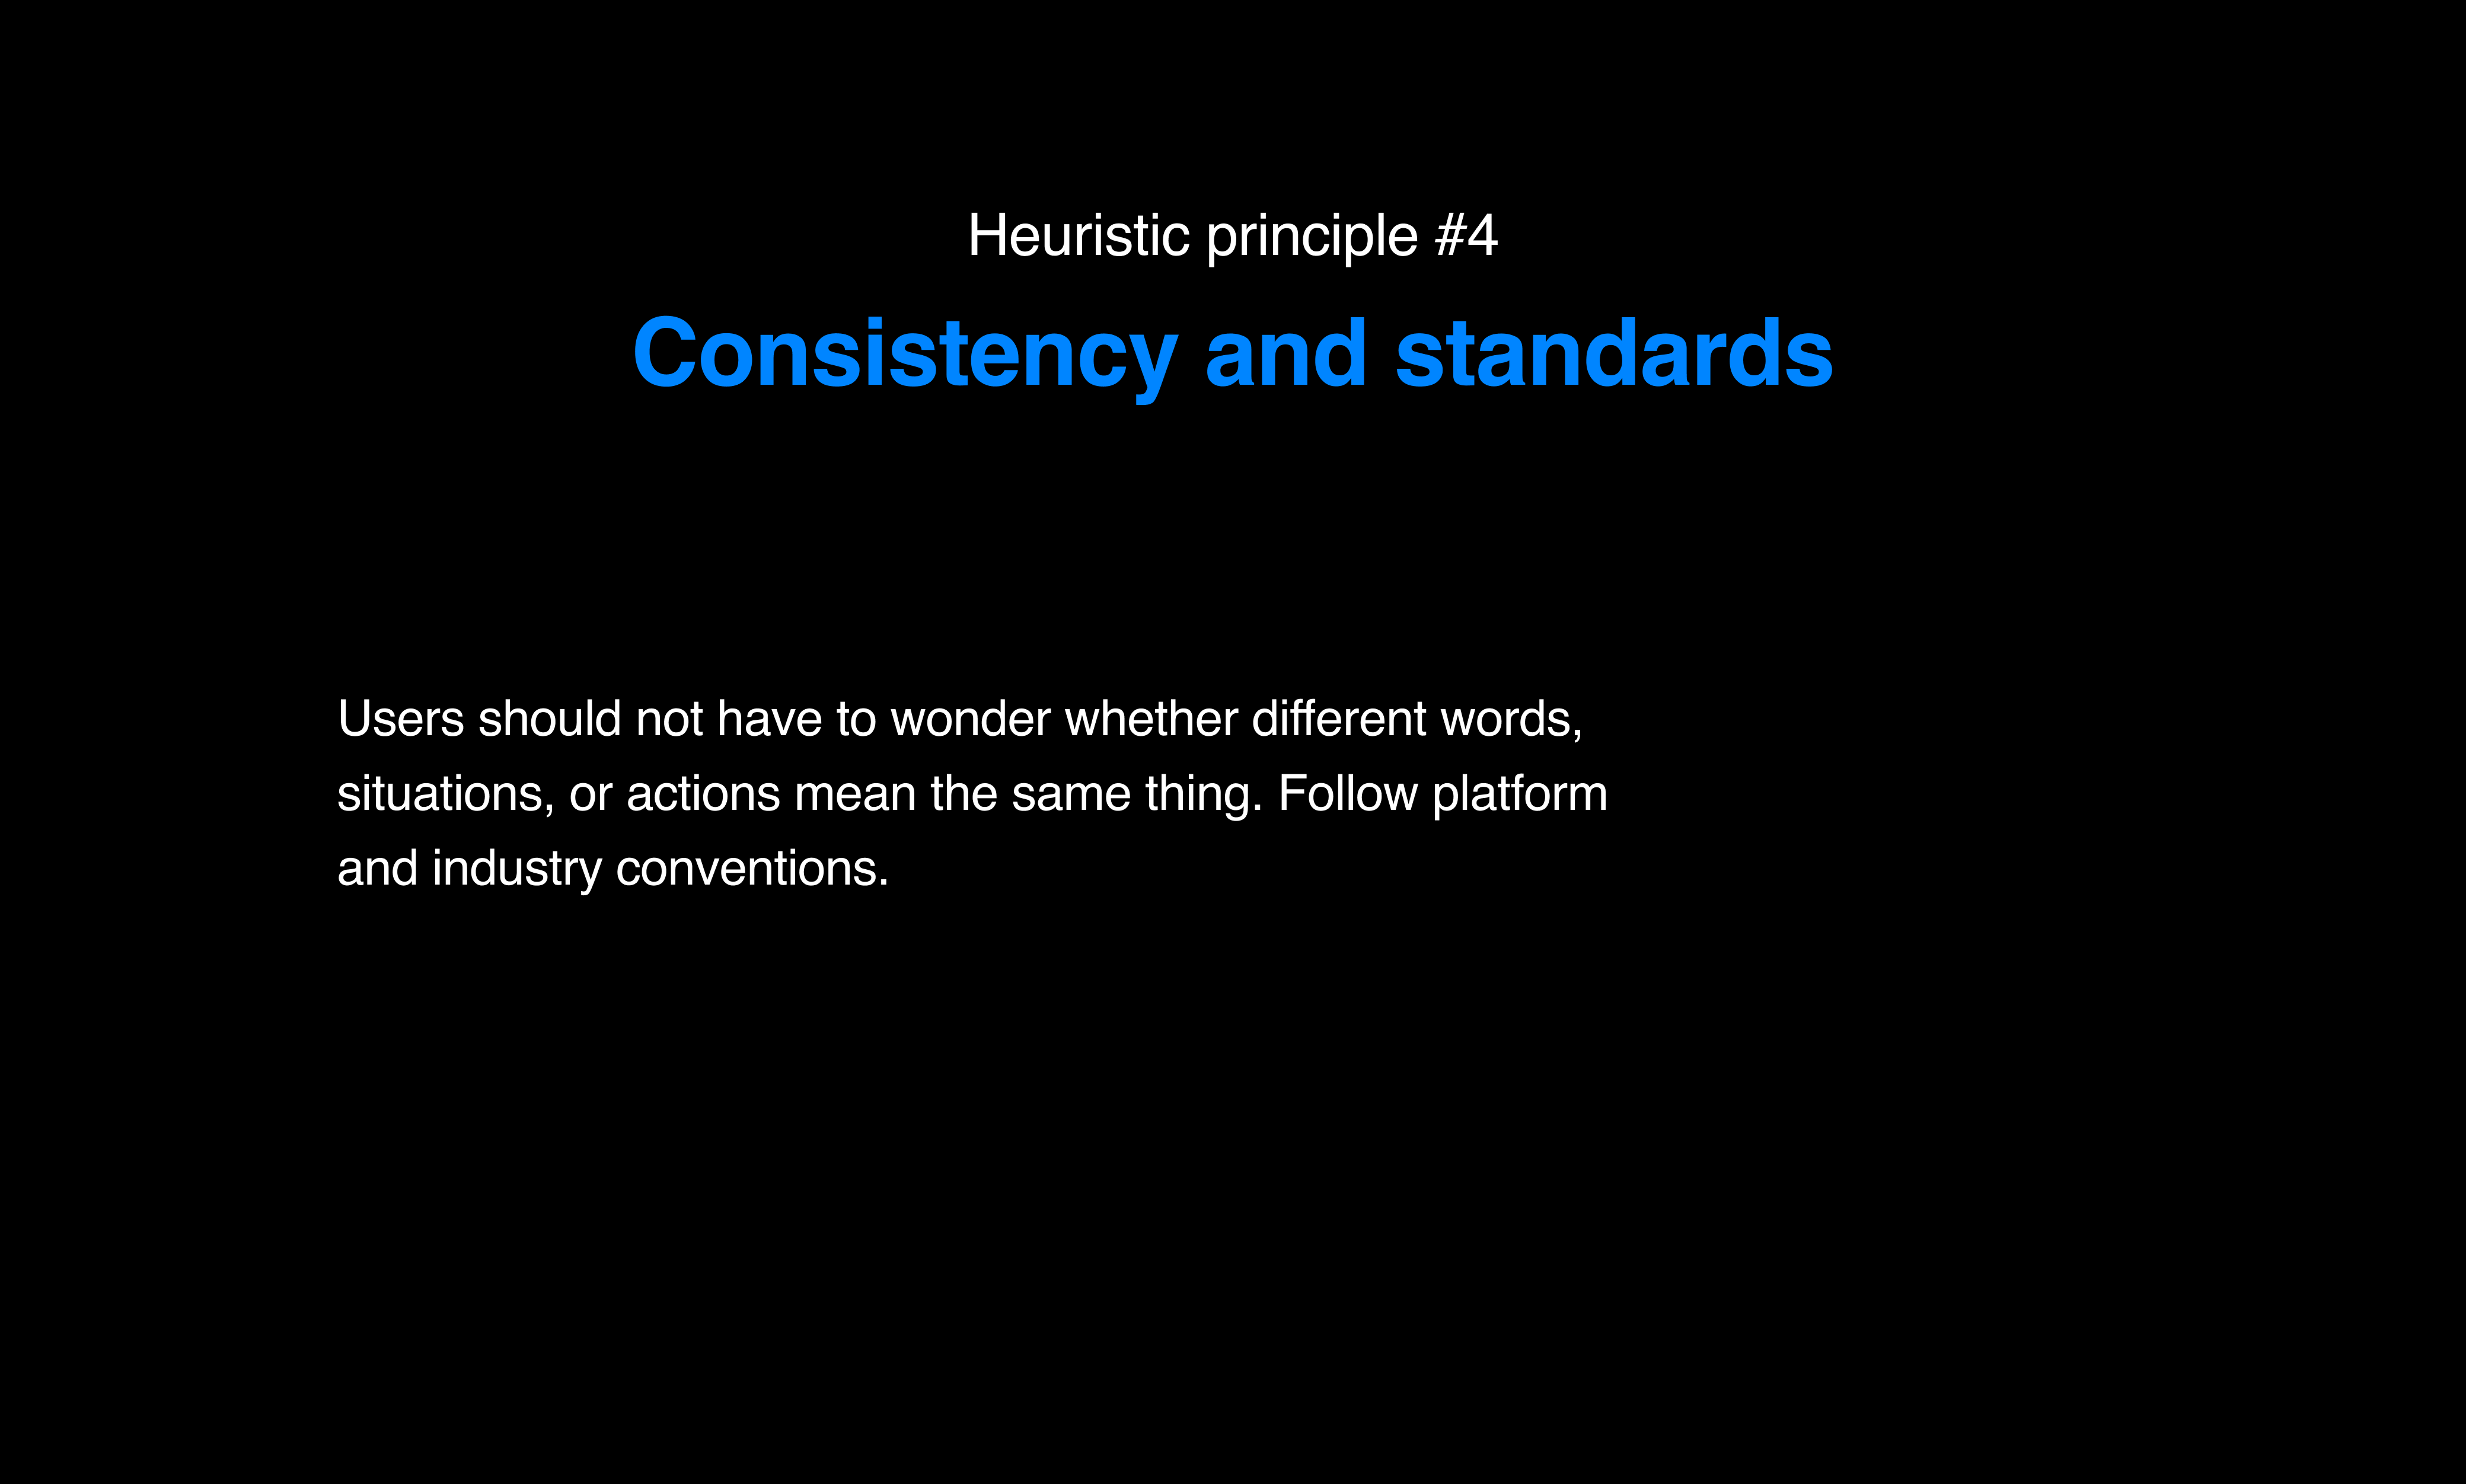 Heuristic principle #4
Consistency and standards
Users should not have to wonder whether different words,
situations, or actions mean the same thing. Follow platform
and industry conventions.